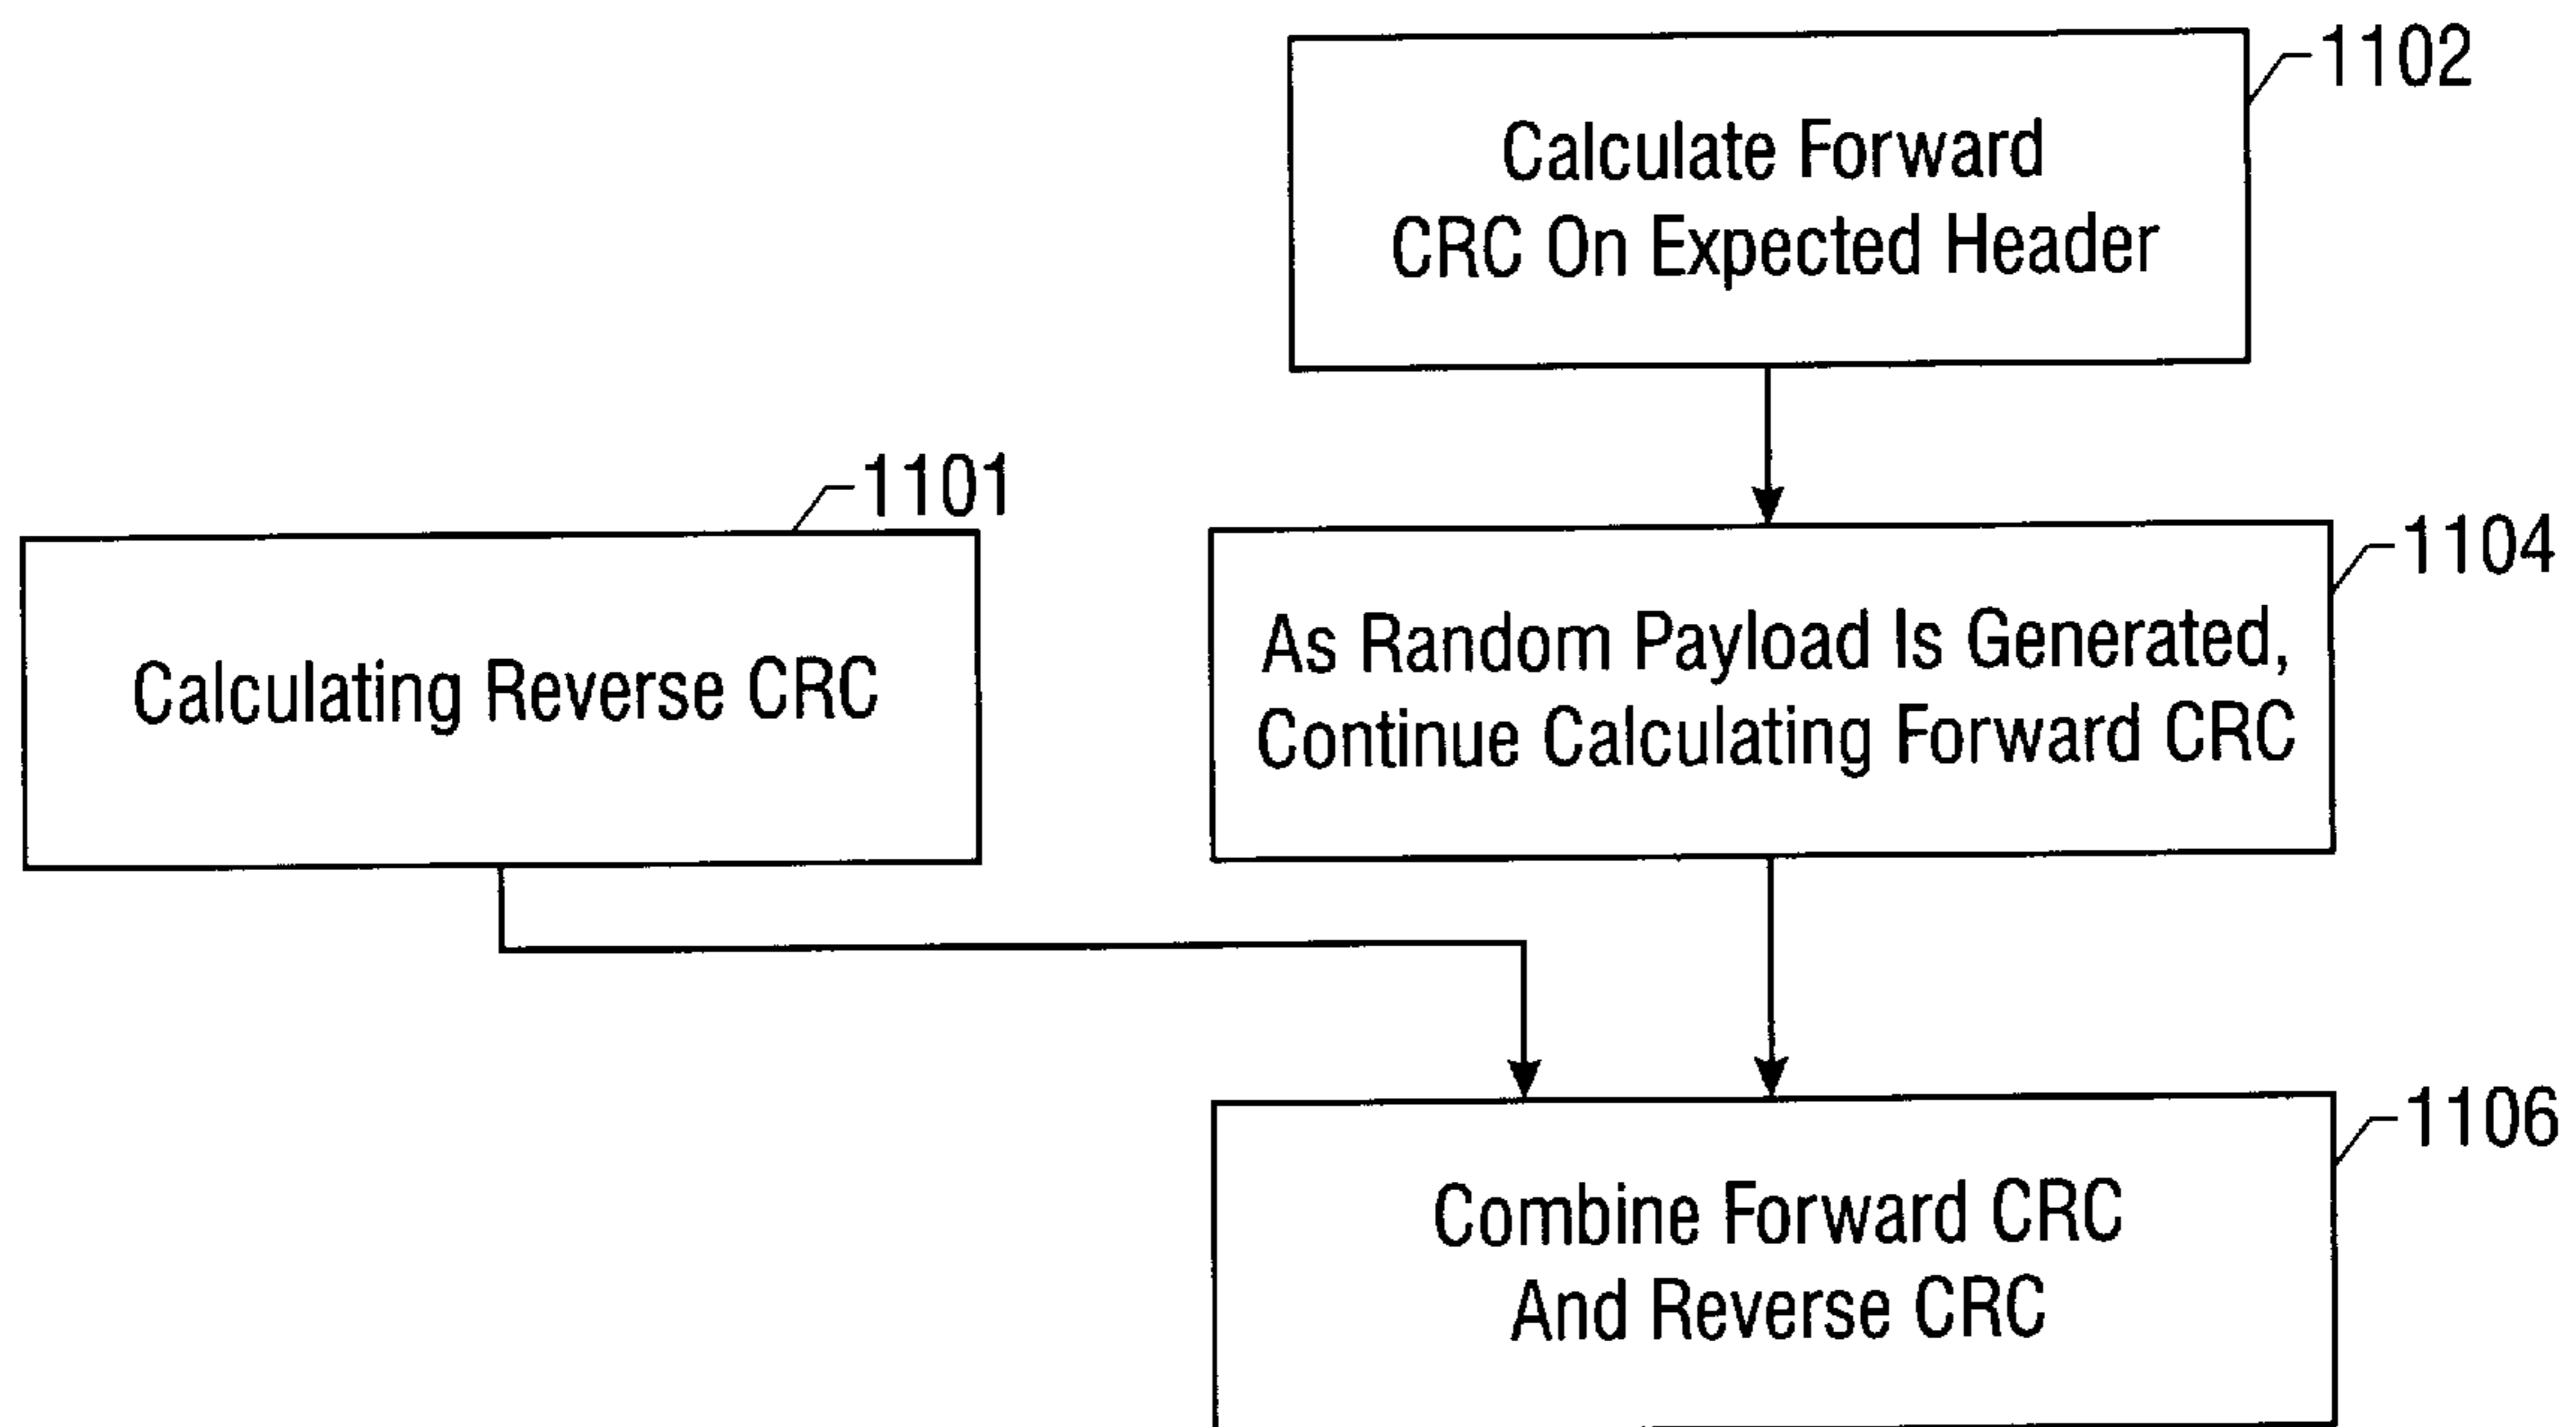 1102
Calculate Forward
CRC On Expected Header
1101
Calculating Reverse CRC
1104
As Random Payload Is Generated,
Continue Calculating Forward CRC
1106
Combine Forward CRC
And Reverse CRC